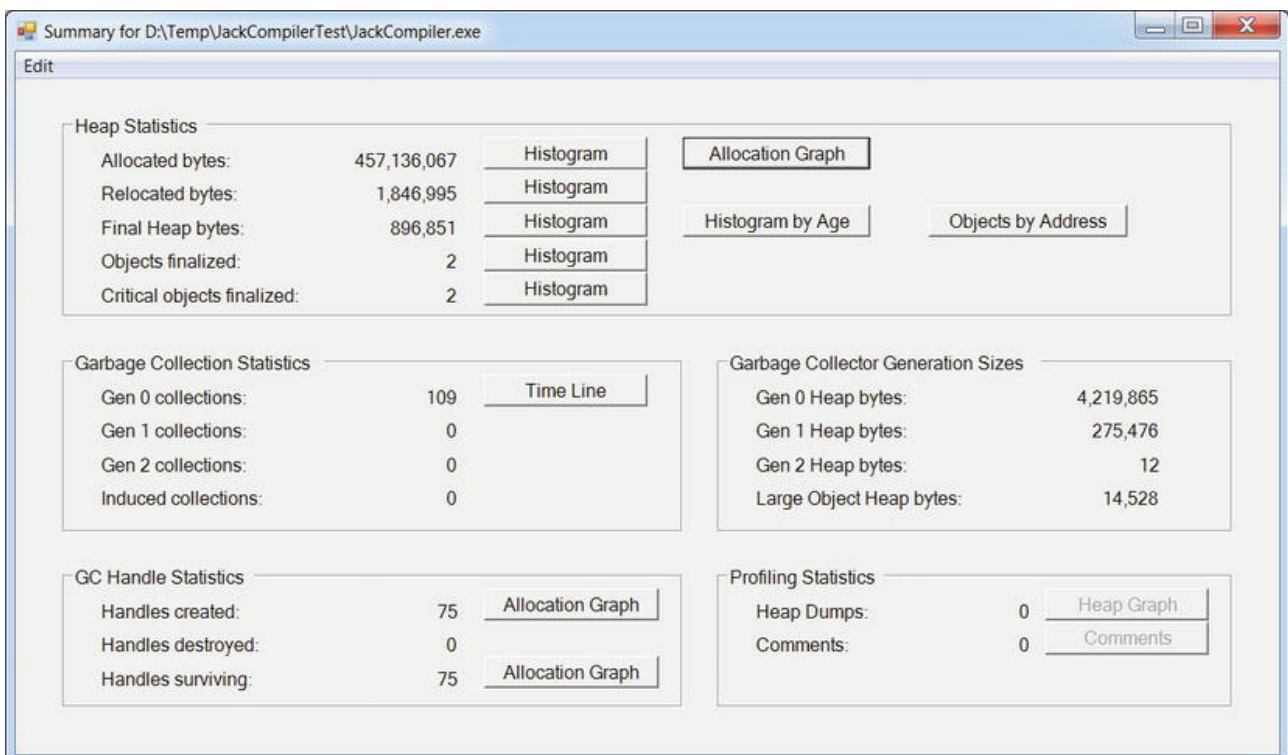 Summary for D:\Temp\JackCompilerTest\JackCompiler.exe
Edit
Heap Statistics
Allocated bytes: 457,136,067 Histogram Allocation Graph
Relocated bytes: 1,846,995 Histogram
Final Heap bytes: 896,851 Histogram Histogram by Age Objects by Address
Objects finalized: 2 Histogram
Critical objects finalized: 2 Histogram
Garbage Collection Statistics
Gen 0 collections: 109 Time Line
Gen 1 collections: 0
Gen 2 collections: 0
Induced collections: 0
Garbage Collector Generation Sizes
Gen 0 Heap bytes: 4,219,865
Gen 1 Heap bytes: 275,476
Gen 2 Heap bytes: 12
Large Object Heap bytes: 14,528
GC Handle Statistics
Handles created: 75 Allocation Graph
Handles destroyed: 0
Handles surviving: 75 Allocation Graph
Profiling Statistics
Heap Dumps: 0 Heap Graph
Comments: 0 Comments